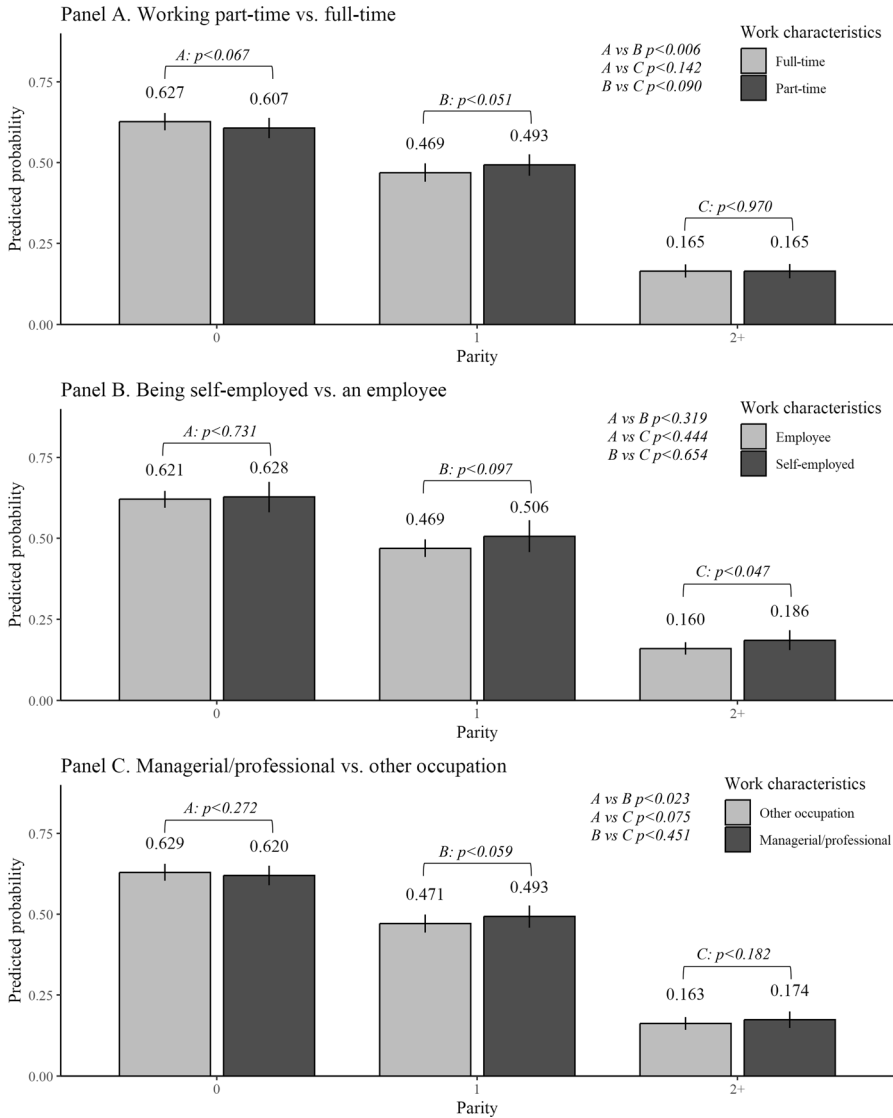 Panel A. Working part-time vs. full-time
Work characteristics
Full-time
Part-time
A vs B p<0.006
A vs C p<0.142
B vs C p<0.090
Predicted probability
0.75
0.50
0.25
0.00
A: p<0.067
0.627
0.607
B: p<0.051
0.469
0.493
C: p<0.970
0.165
0.165
0
1
2+
Parity
Panel B. Being self-employed vs. an employee
Work characteristics
Employee
Self-employed
A vs B p<0.319
A vs C p<0.444
B vs C p<0.654
Predicted probability
0.75
0.50
0.25
0.00
A: p<0.731
0.621
0.628
B: p<0.097
0.469
0.506
C: p<0.047
0.160
0.186
0
1
2+
Parity
Panel C. Managerial/professional vs. other occupation
Work characteristics
Other occupation
Managerial/professional
A vs B p<0.023
A vs C p<0.075
B vs C p<0.451
Predicted probability
0.75
0.50
0.25
0.00
A: p<0.272
0.629
0.620
B: p<0.059
0.471
0.493
C: p<0.182
0.163
0.174
0
1
2+
Parity